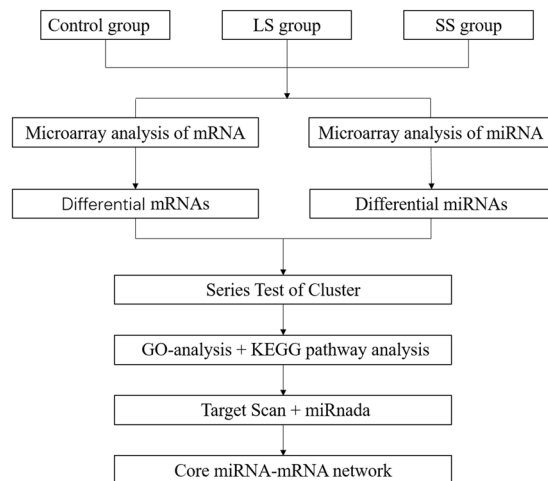 Control group
LS group
SS group
Microarray analysis of mRNA
Microarray analysis of miRNA
Differential mRNAs
Differential miRNAs
Series Test of Cluster
GO-analysis + KEGG pathway analysis
Target Scan + miRnada
Core miRNA-mRNA network